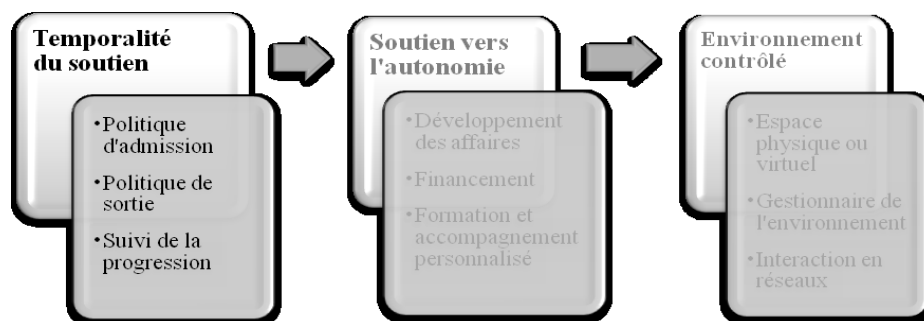 Temporalité
du soutien
•Politique
d'admission
•Politique de
sortie
•Suivi de la
progression
Soutien vers
l'autonomie
•Développement
des affaires
•Financement
•Formation et
accompagnement
personnalisé
Environnement
contrôlé
•Espace
physique ou
virtuel
•Gestionnaire de
l'environnement
•Interaction en
réseaux